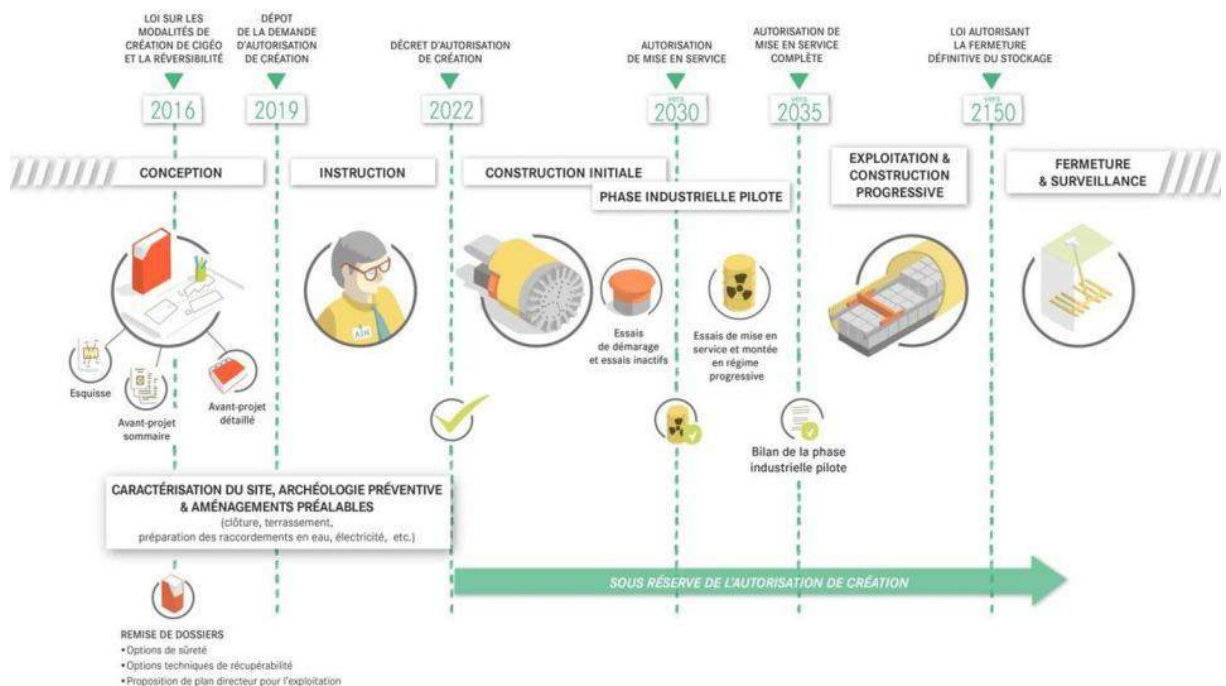 LOI SUR LES
MODALITÉS DE
CRÉATION DE CIGÉO
ET LA RÉVERSIBILITÉ
2016
DÉPOT
DE LA DEMANDE
D'AUTORISATION
DE CRÉATION
2019
DÉCRET D'AUTORISATION
DE CRÉATION
2022
AUTORISATION
DE MISE EN SERVICE
vers
2030
AUTORISATION DE
MISE EN SERVICE
COMPLÈTE
vers
2035
LOI AUTORISANT
LA FERMETURE
DÉFINITIVE DU STOCKAGE
vers
2150
CONCEPTION
INSTRUCTION
CONSTRUCTION INITIALE
PHASE INDUSTRIELLE PILOTE
EXPLOITATION &
CONSTRUCTION
PROGRESSIVE
FERMETURE
& SURVEILLANCE
Esquisse
Avant-projet
sommaire
Avant-projet
détaillé
Essais
de démarage
et essais inactifs
Essais de mise en
service et montée
en régime
progressive
Bilan de la phase
industrielle pilote
CARACTÉRISATION DU SITE, ARCHÉOLOGIE PRÉVENTIVE
& AMÉNAGEMENTS PRÉALABLES
(clôture, terrassement,
préparation des raccordements en eau, électricité, etc.)
SOUS RÉSERVE DE L'AUTORISATION DE CRÉATION
REMISE DE DOSSIERS
▪ Options de sûreté
▪ Options techniques de récupérabilité
▪ Proposition de plan directeur pour l'exploitation